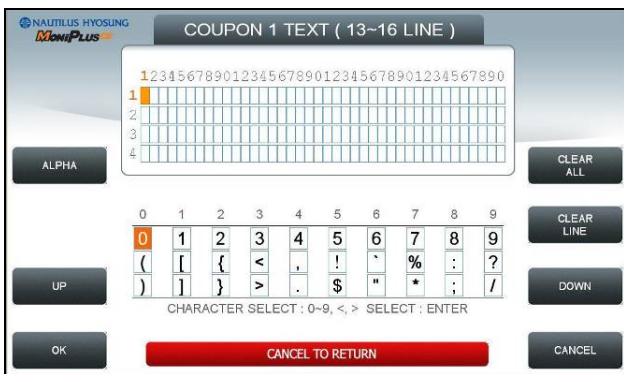 NAUTILUS HYOSUNG
MoniPlus CE
COUPON 1 TEXT ( 13~16 LINE )
1234567890123456789012345678901234567890
1
2
3
4
ALPHA
CLEAR ALL
0 1 2 3 4 5 6 7 8 9
0 1 2 3 4 5 6 7 8 9
( [ { < , ! ` % : ?
) ] } > . $ " * ; /
CLEAR LINE
UP
DOWN
CHARACTER SELECT : 0~9, <, > SELECT : ENTER
OK
CANCEL TO RETURN
CANCEL